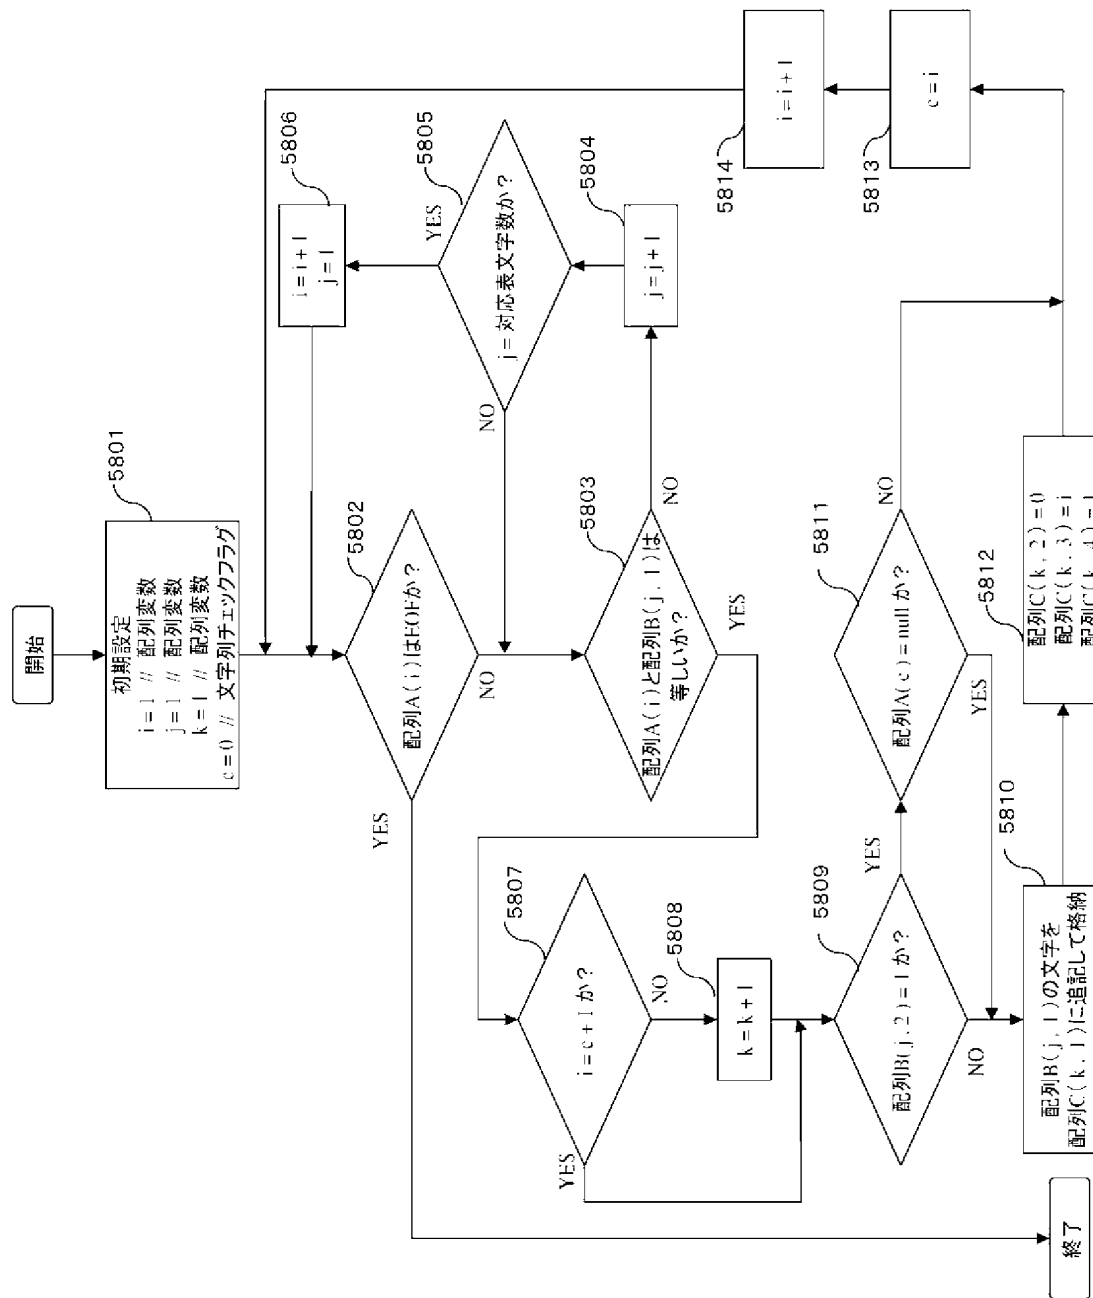 開始
5801
初期設定
i=1 // 配列変数
j=1 // 配列変数
k=1 // 配列変数
c=0 // 文字列チェックフラグ
5802
配列A(i)はEOFか?
YES
NO
5803
配列A(i)と配列B(j, 1)は
等しいか?
NO
YES
5804
j=j+1
5805
j=対応表文字数か?
YES
NO
5806
i=i+1
j=1
5807
i=c+1か?
YES
NO
5808
k=k+1
5809
配列B(j, 2)=1か?
YES
NO
5810
配列B(j, 1)の文字を
配列C(k, 1)に追記して格納
5811
配列A(c)=nullか?
NO
YES
5812
配列C(k, 2)=0
配列C(k, 3)=i
配列C(k, 4)=1
5813
c=i
5814
i=i+1
終了